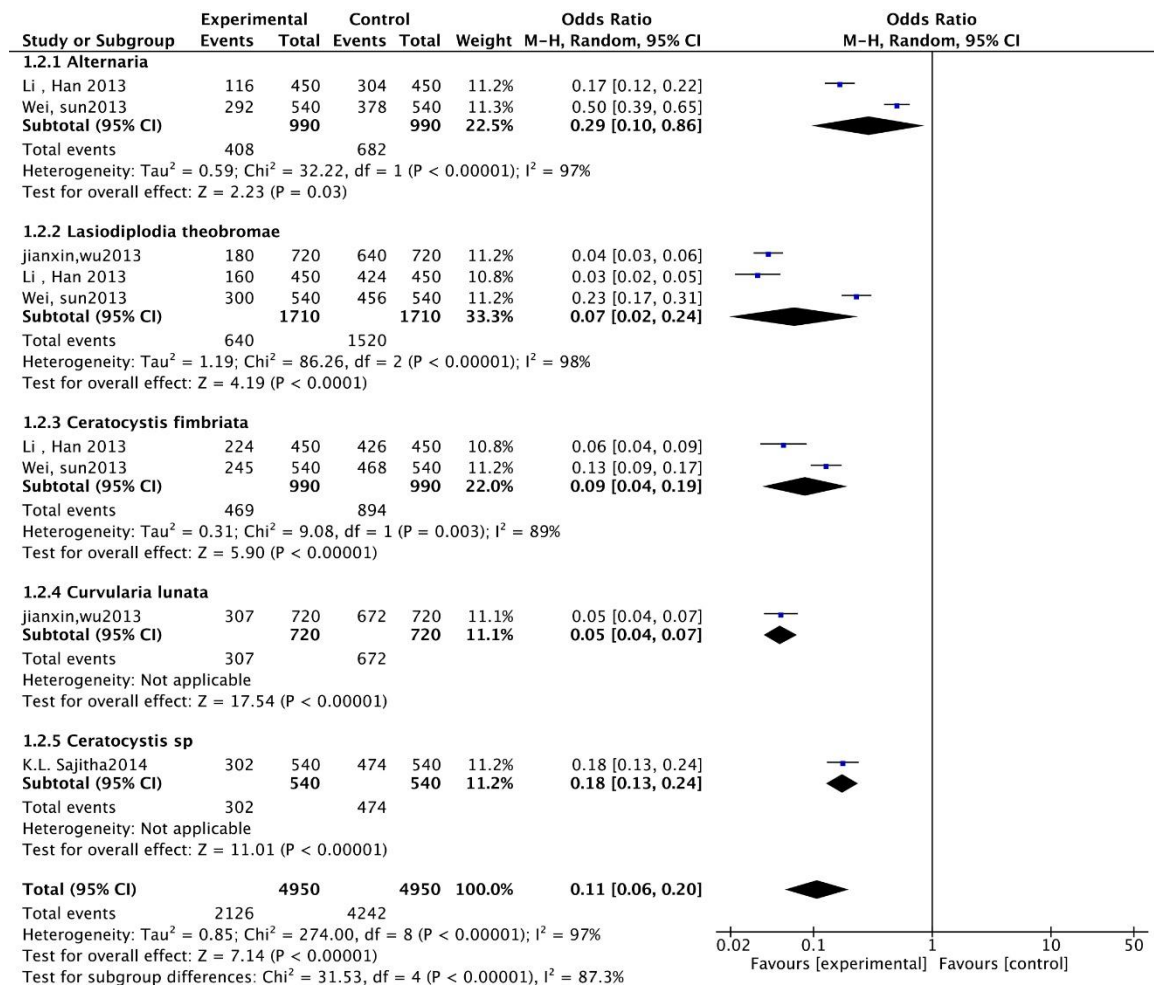 Experimental Control Odds Ratio Odds Ratio
Study or Subgroup Events Total Events Total Weight M-H, Random, 95% CI M-H, Random, 95% CI
1.2.1 Alternaria
Li , Han 2013 116 450 304 450 11.2% 0.17 [0.12, 0.22]
Wei, sun2013 292 540 378 540 11.3% 0.50 [0.39, 0.65]
Subtotal (95% CI) 990 990 22.5% 0.29 [0.10, 0.86]
Total events 408 682
Heterogeneity: Tau² = 0.59; Chi² = 32.22, df = 1 (P < 0.00001); I² = 97%
Test for overall effect: Z = 2.23 (P = 0.03)
1.2.2 Lasiodiplodia theobromae
jianxin,wu2013 180 720 640 720 11.2% 0.04 [0.03, 0.06]
Li , Han 2013 160 450 424 450 10.8% 0.03 [0.02, 0.05]
Wei, sun2013 300 540 456 540 11.2% 0.23 [0.17, 0.31]
Subtotal (95% CI) 1710 1710 33.3% 0.07 [0.02, 0.24]
Total events 640 1520
Heterogeneity: Tau² = 1.19; Chi² = 86.26, df = 2 (P < 0.00001); I² = 98%
Test for overall effect: Z = 4.19 (P < 0.0001)
1.2.3 Ceratocystis fimbriata
Li , Han 2013 224 450 426 450 10.8% 0.06 [0.04, 0.09]
Wei, sun2013 245 540 468 540 11.2% 0.13 [0.09, 0.17]
Subtotal (95% CI) 990 990 22.0% 0.09 [0.04, 0.19]
Total events 469 894
Heterogeneity: Tau² = 0.31; Chi² = 9.08, df = 1 (P = 0.003); I² = 89%
Test for overall effect: Z = 5.90 (P < 0.00001)
1.2.4 Curvularia lunata
jianxin,wu2013 307 720 672 720 11.1% 0.05 [0.04, 0.07]
Subtotal (95% CI) 720 720 11.1% 0.05 [0.04, 0.07]
Total events 307 672
Heterogeneity: Not applicable
Test for overall effect: Z = 17.54 (P < 0.00001)
1.2.5 Ceratocystis sp
K.L. Sajitha2014 302 540 474 540 11.2% 0.18 [0.13, 0.24]
Subtotal (95% CI) 540 540 11.2% 0.18 [0.13, 0.24]
Total events 302 474
Heterogeneity: Not applicable
Test for overall effect: Z = 11.01 (P < 0.00001)
Total (95% CI) 4950 4950 100.0% 0.11 [0.06, 0.20]
Total events 2126 4242
Heterogeneity: Tau² = 0.85; Chi² = 274.00, df = 8 (P < 0.00001); I² = 97%
Test for overall effect: Z = 7.14 (P < 0.00001)
Test for subgroup differences: Chi² = 31.53, df = 4 (P < 0.00001), I² = 87.3%
0.02 0.1 1 10 50
Favours [experimental] Favours [control]